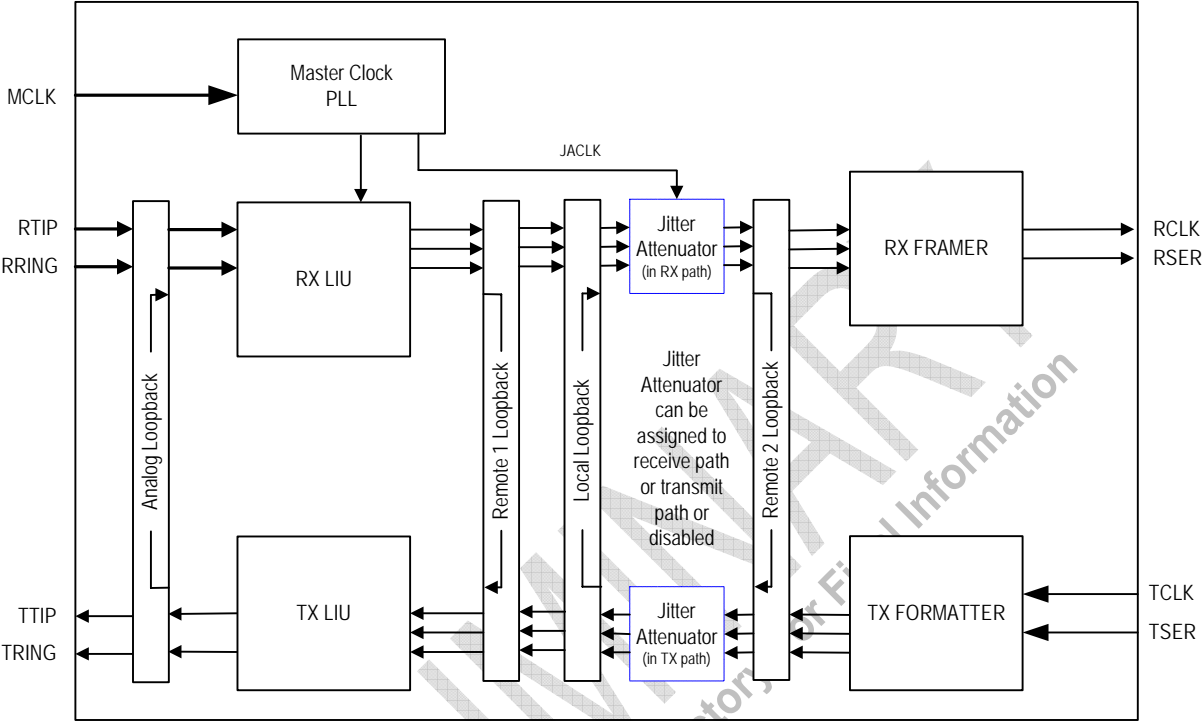 Master Clock
PLL
MCLK
JACLK
RTIP
RRING
RX LIU
Jitter
Attenuator
(in RX path)
RX FRAMER
RCLK
RSER
Analog Loopback
Remote 1 Loopback
Local Loopback
Jitter
Attenuator
can be
assigned to
receive path
or transmit
path or
disabled
Remote 2 Loopback
Information
TTIP
TRING
TX LIU
Jitter
Attenuator
(in TX path)
TX FORMATTER
TCLK
TSER